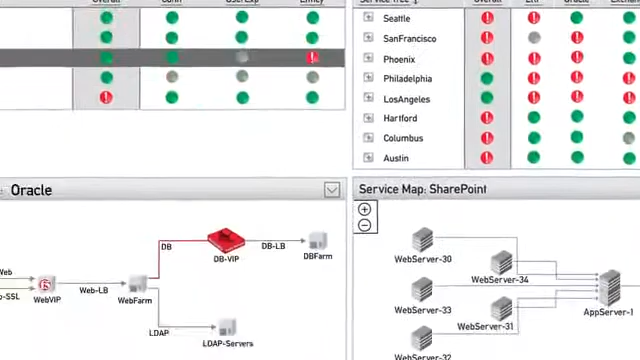 Overall
Service Tree
Overall
ERP
Oracle
Seattle
SanFrancisco
Phoenix
Philadelphia
LosAngeles
Hartford
Columbus
Austin
Oracle
Service Map: SharePoint
DB
DB-VIP
DB-LB
DBFarm
Web
-SSL
WebVIP
Web-LB
WebFarm
LDAP
LDAP-Servers
WebServer-30
WebServer-34
WebServer-33
WebServer-31
WebServer-32
AppServer-1